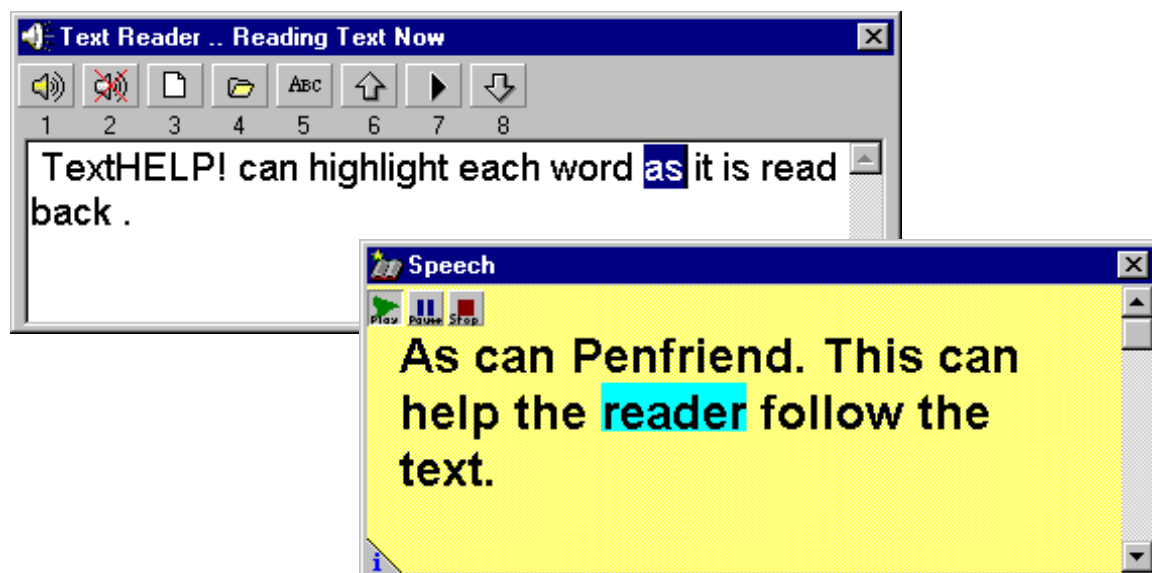 Text Reader .. Reading Text Now
ABC
1 2 3 4 5 6 7 8
TextHELP! can highlight each word as it is read
back .
Speech
Play Pause Stop
As can Penfriend. This can
help the reader follow the
text.
i